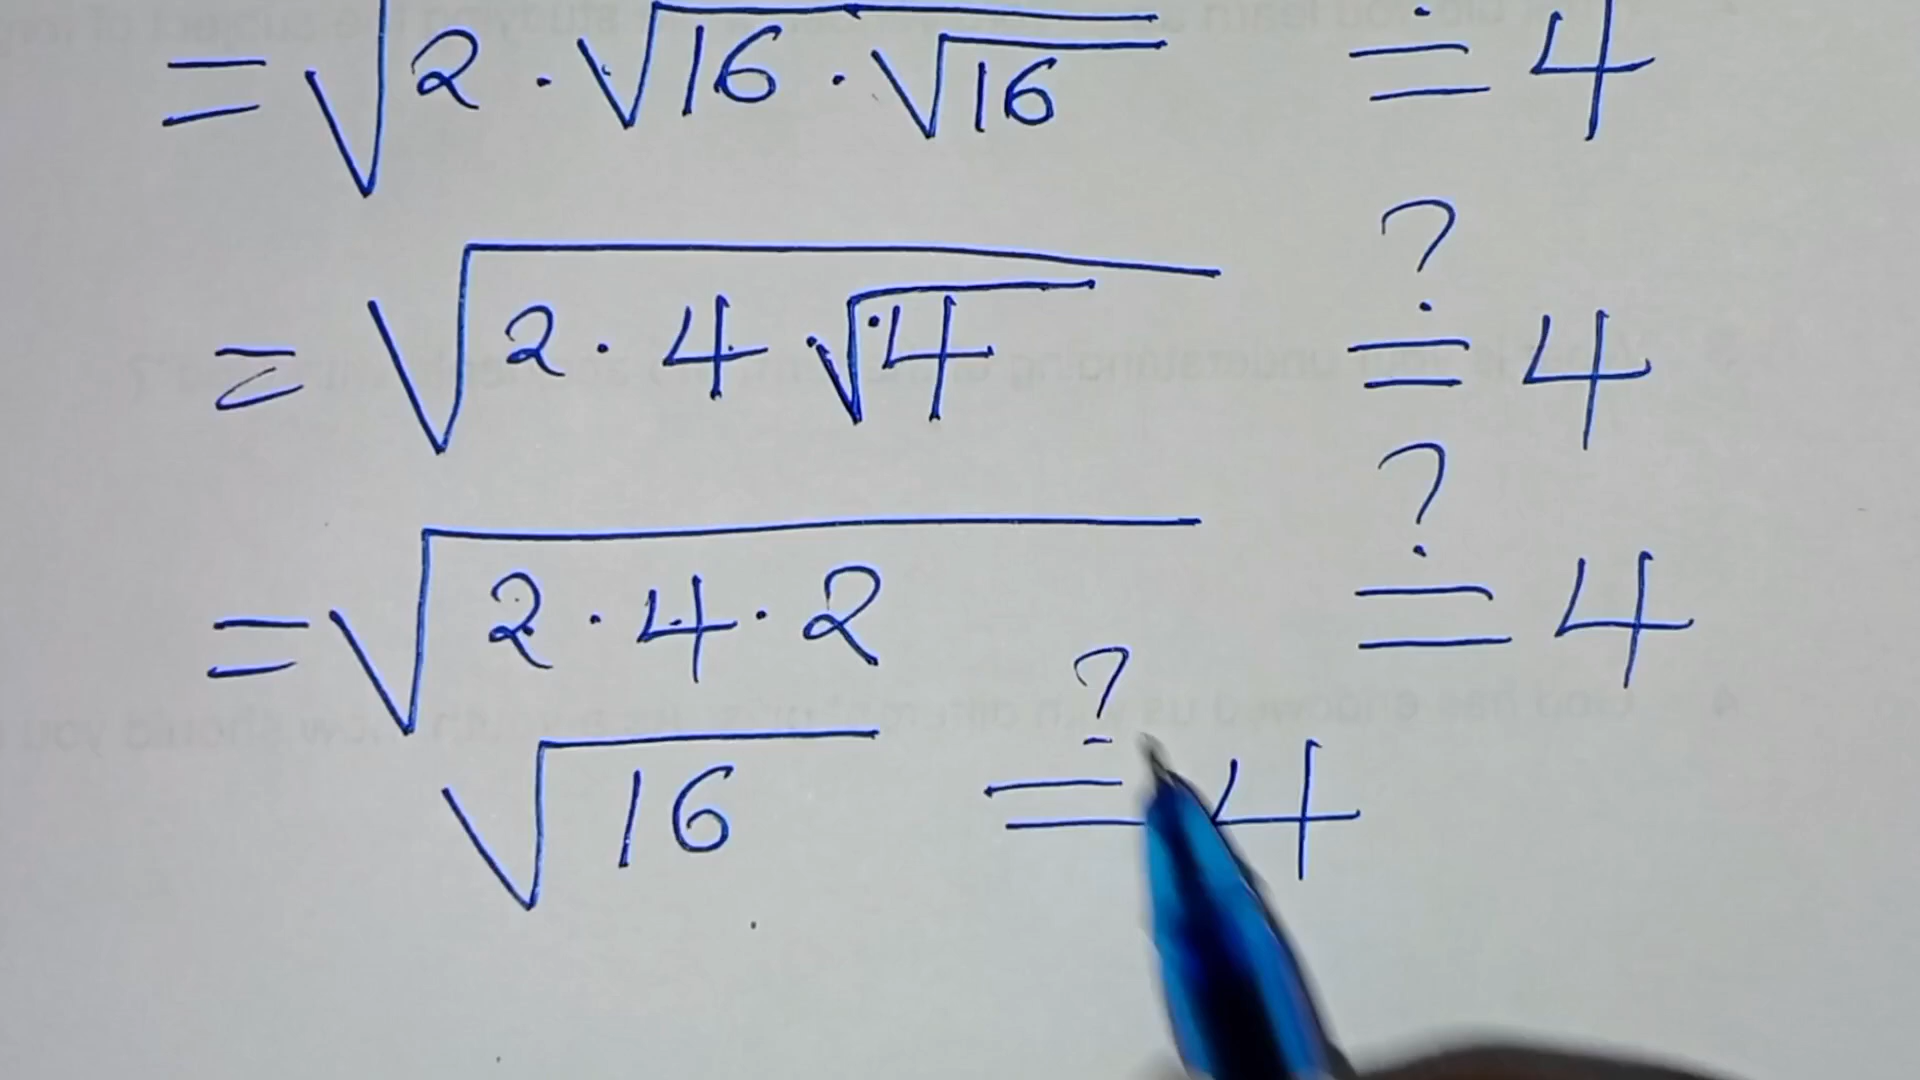 = √(2 · √(16 · √16)) ≟ 4
= √(2 · 4 √4) ≟ 4
= √(2 · 4 · 2) ≟ 4
√16 ≟ 4